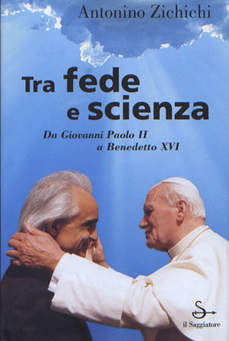 Antonino Zichichi
Tra fede
e scienza
Da Giovanni Paolo II
a Benedetto XVI
il Saggiatore